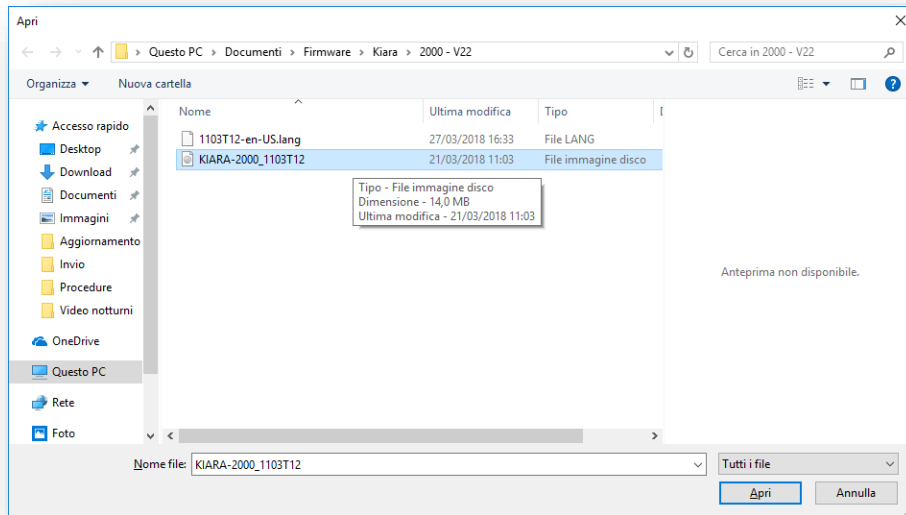 Apri
Questo PC > Documenti > Firmware > Kiara > 2000 - V22
Cerca in 2000 - V22
Organizza
Nuova cartella
Nome
Ultima modifica
Tipo
1103T12-en-US.lang
27/03/2018 16:33
File LANG
KIARA-2000_1103T12
21/03/2018 11:03
File immagine disco
Tipo - File immagine disco
Dimensione - 14,0 MB
Ultima modifica - 21/03/2018 11:03
Accesso rapido
Desktop
Download
Documenti
Immagini
Aggiornamento
Invio
Procedure
Video notturni
OneDrive
Questo PC
Rete
Foto
Anteprima non disponibile.
Nome file:
KIARA-2000_1103T12
Tutti i file
Apri
Annulla